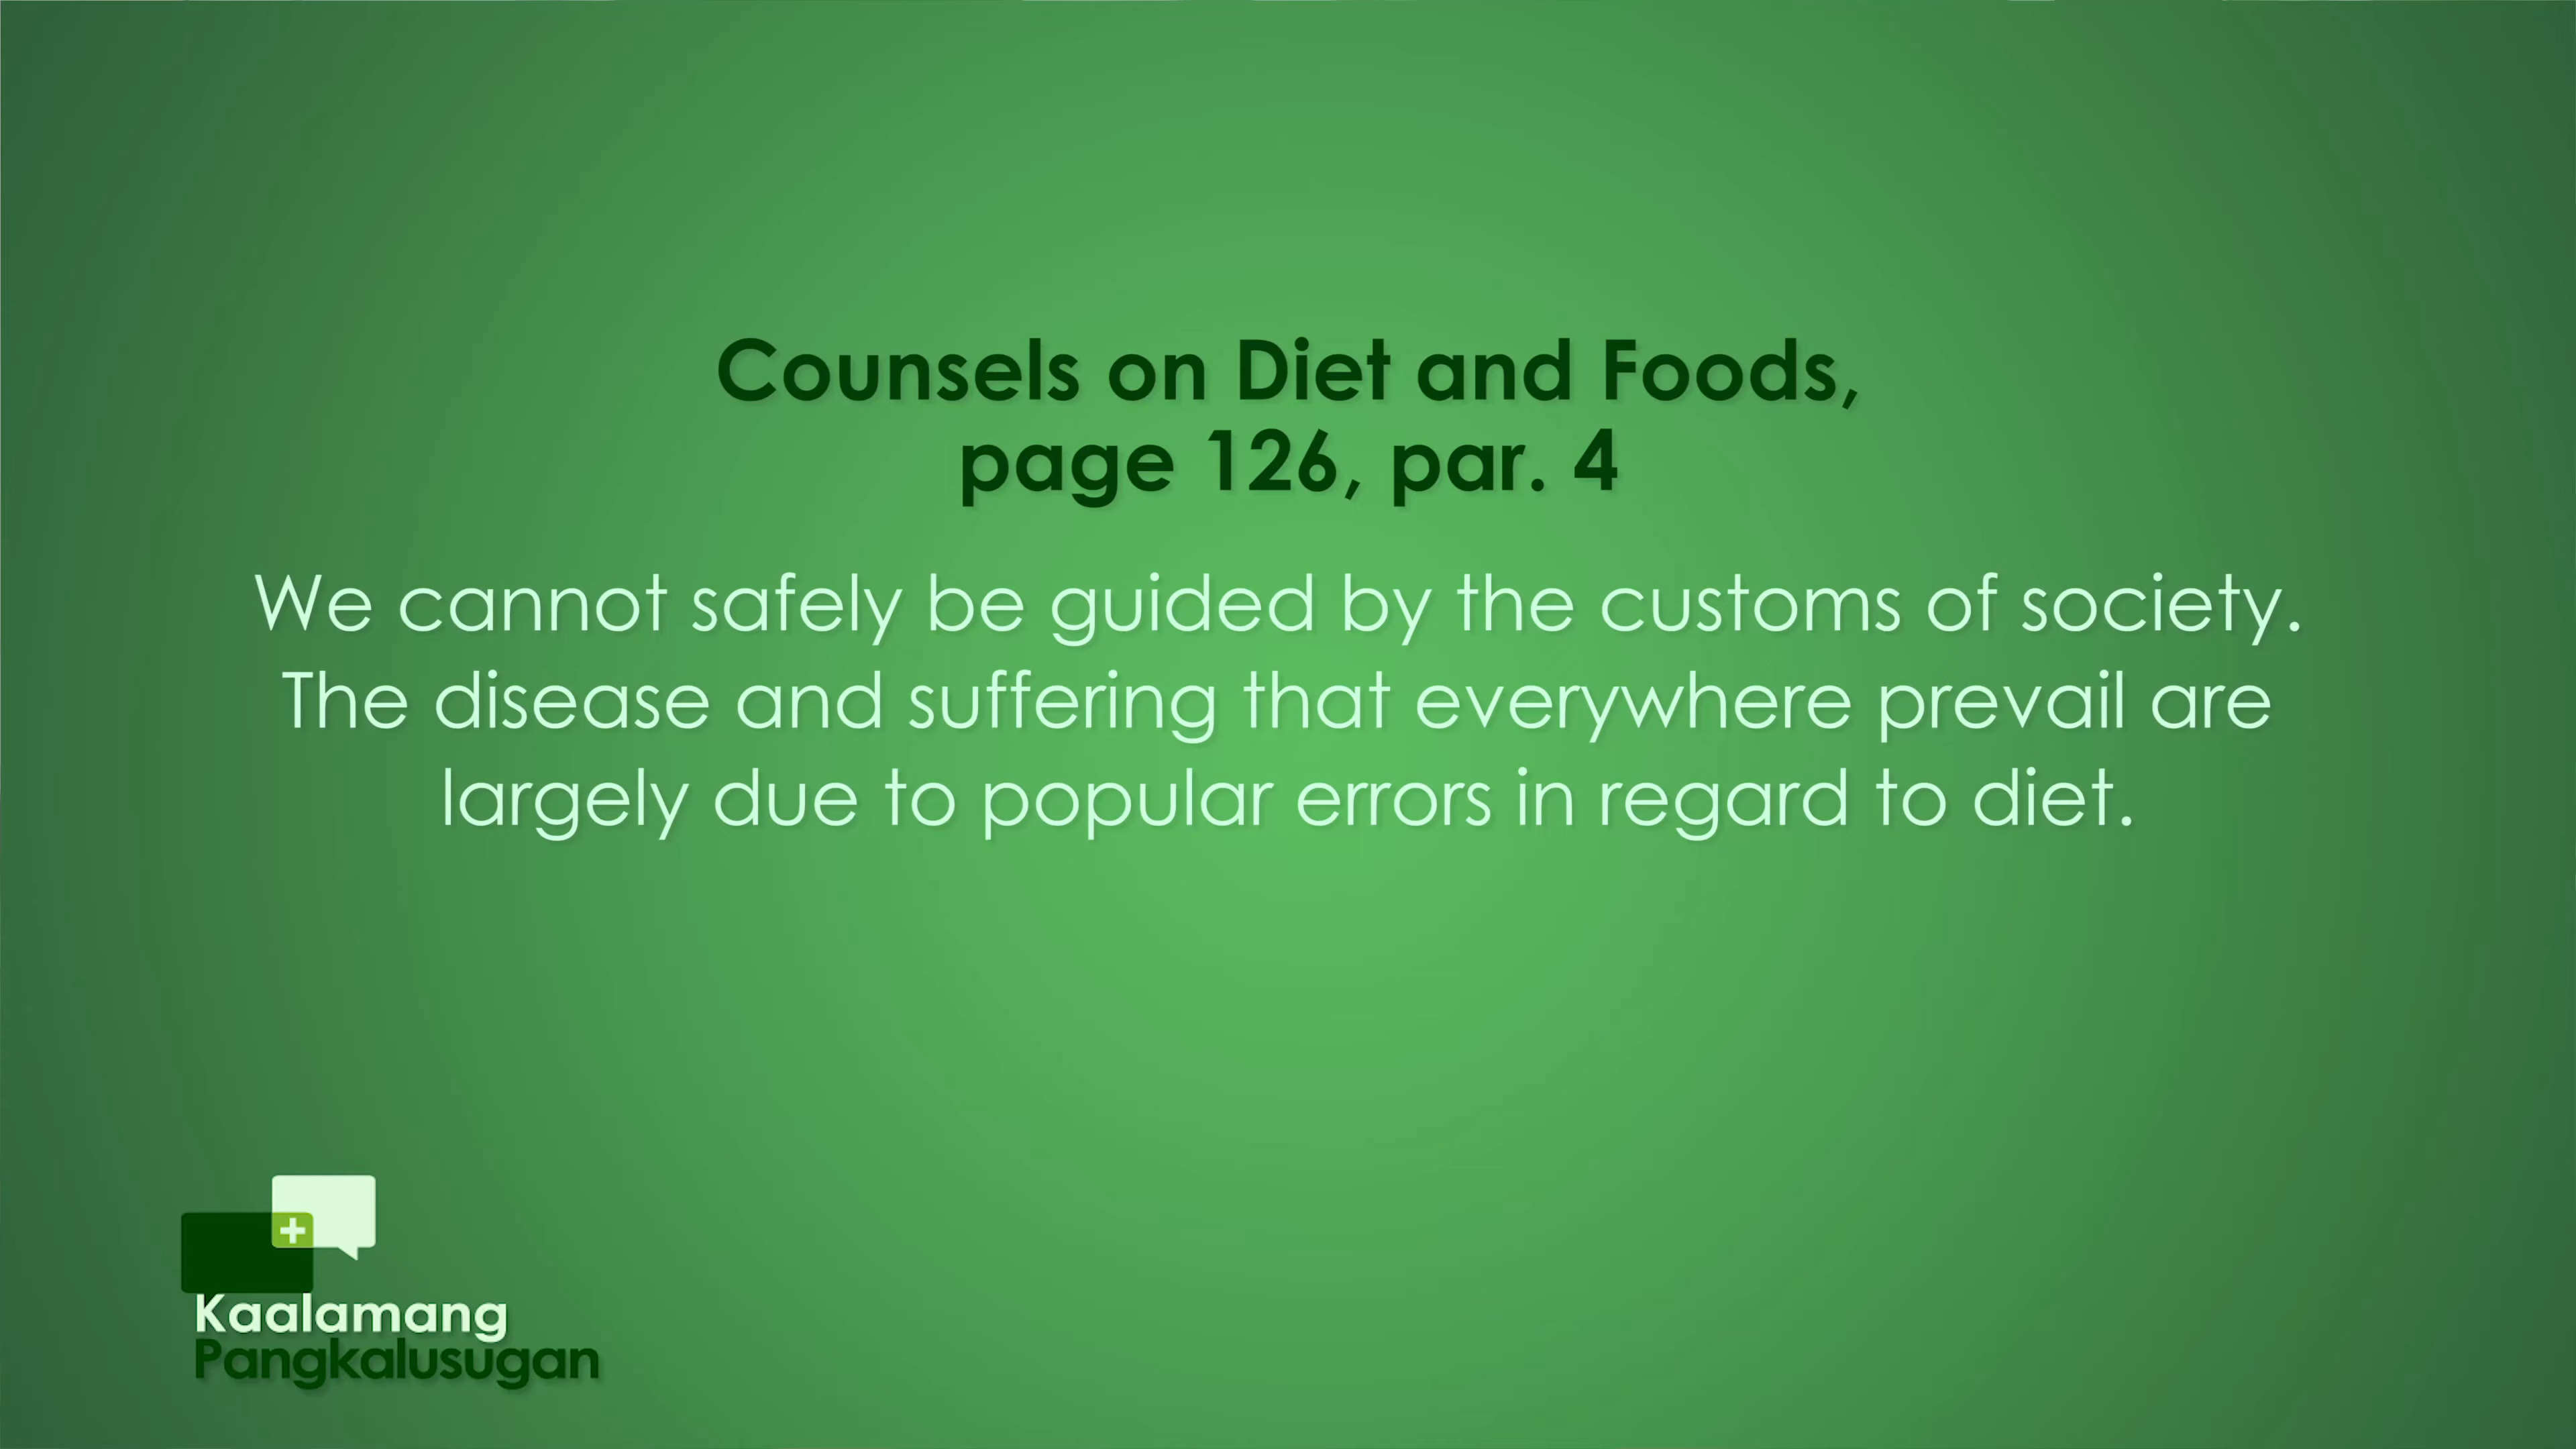 Counsels on Diet and Foods,
page 126, par. 4
We cannot safely be guided by the customs of society.
The disease and suffering that everywhere prevail are
largely due to popular errors in regard to diet.
Kaalamang
Pangkalusugan